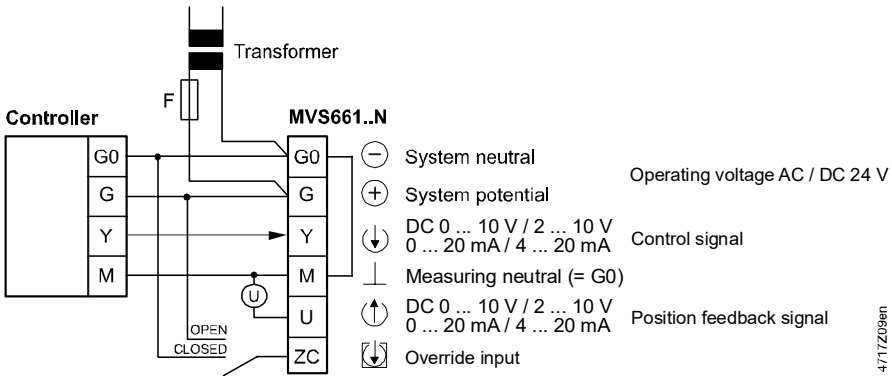 Transformer
F
Controller
MVS661..N
G0
G0
System neutral
Operating voltage AC / DC 24 V
G
G
System potential
Y
Y
DC 0 ... 10 V / 2 ... 10 V
0 ... 20 mA / 4 ... 20 mA
Control signal
M
M
Measuring neutral (= G0)
U
U
DC 0 ... 10 V / 2 ... 10 V
0 ... 20 mA / 4 ... 20 mA
Position feedback signal
OPEN
CLOSED
ZC
Override input
4717Z09en